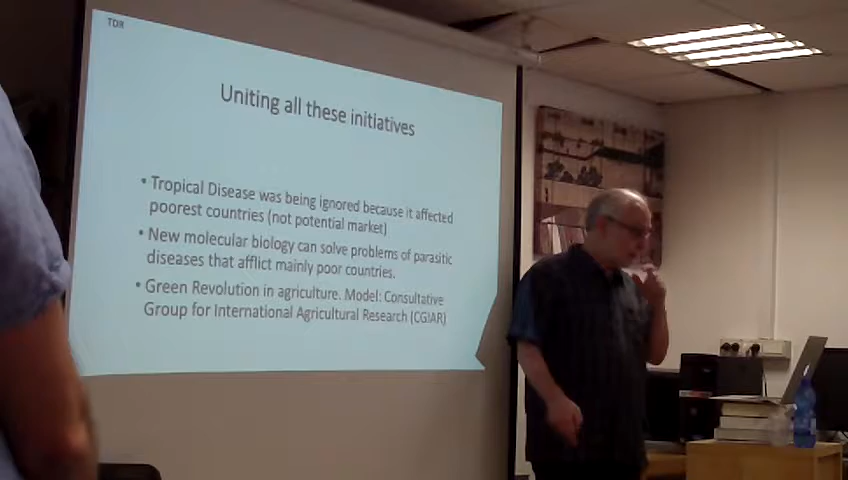 TDR
Uniting all these initiatives
• Tropical Disease was being ignored because it affected
poorest countries (not potential market)
• New molecular biology can solve problems of parasitic
diseases that afflict mainly poor countries.
• Green Revolution in agriculture. Model: Consultative
Group for International Agricultural Research (CGIAR)